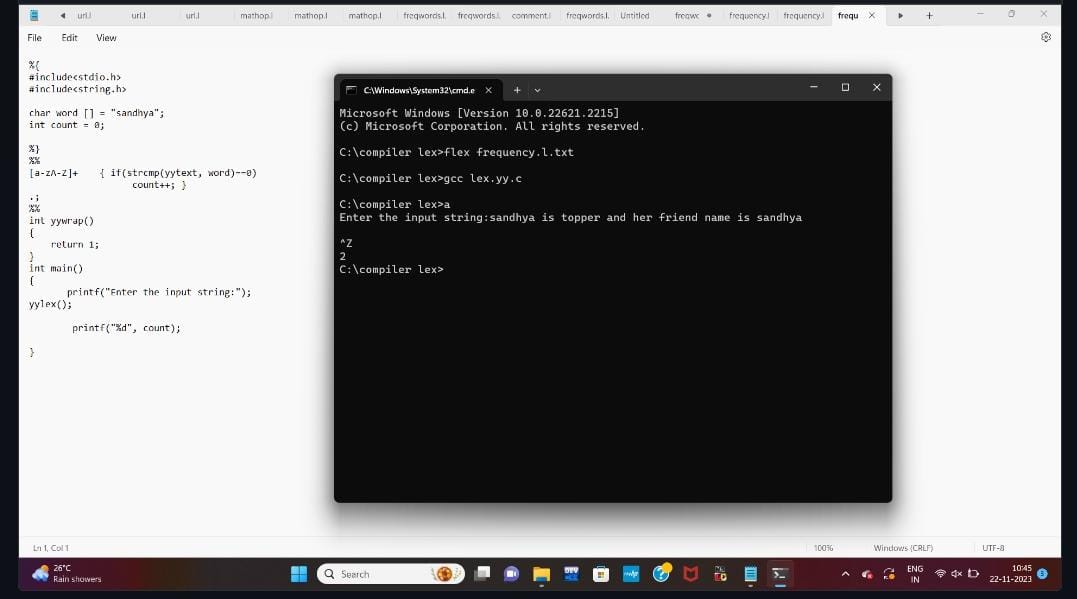 url.l url.l url.l mathop.l mathop.l mathop.l freqwords.l. freqwords.l. comment.l freqwords.l. Untitled freqwc frequency.l frequency.l frequ
File Edit View
%{
#include<stdio.h>
#include<string.h>
char word [] = "sandhya";
int count = 0;
%}
%%
[a-zA-Z]+ { if(strcmp(yytext, word)==0)
count++; }
.;
%%
int yywrap()
{
return 1;
}
int main()
{
printf("Enter the input string:");
yylex();
printf("%d", count);
}
C:\Windows\System32\cmd.e
Microsoft Windows [Version 10.0.22621.2215]
(c) Microsoft Corporation. All rights reserved.
C:\compiler lex>flex frequency.l.txt
C:\compiler lex>gcc lex.yy.c
C:\compiler lex>a
Enter the input string:sandhya is topper and her friend name is sandhya
^Z
2
C:\compiler lex>
Ln 1, Col 1 100% Windows (CRLF) UTF-8
26°C
Rain showers
Search
DEV
ENG
IN
10:45
22-11-2023
3